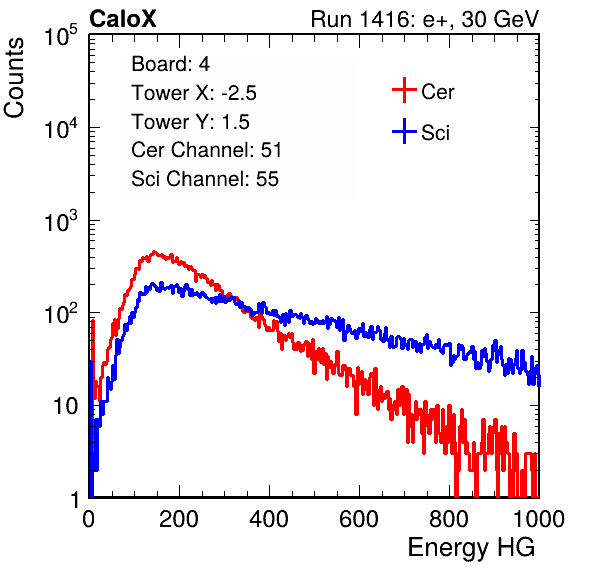 CaloX Run 1416: e+, 30 GeV
Counts
Board: 4
Tower X: -2.5
Tower Y: 1.5
Cer Channel: 51
Sci Channel: 55
Cer
Sci
10^5
10^4
10^3
10^2
10
1
0 200 400 600 800 1000
Energy HG